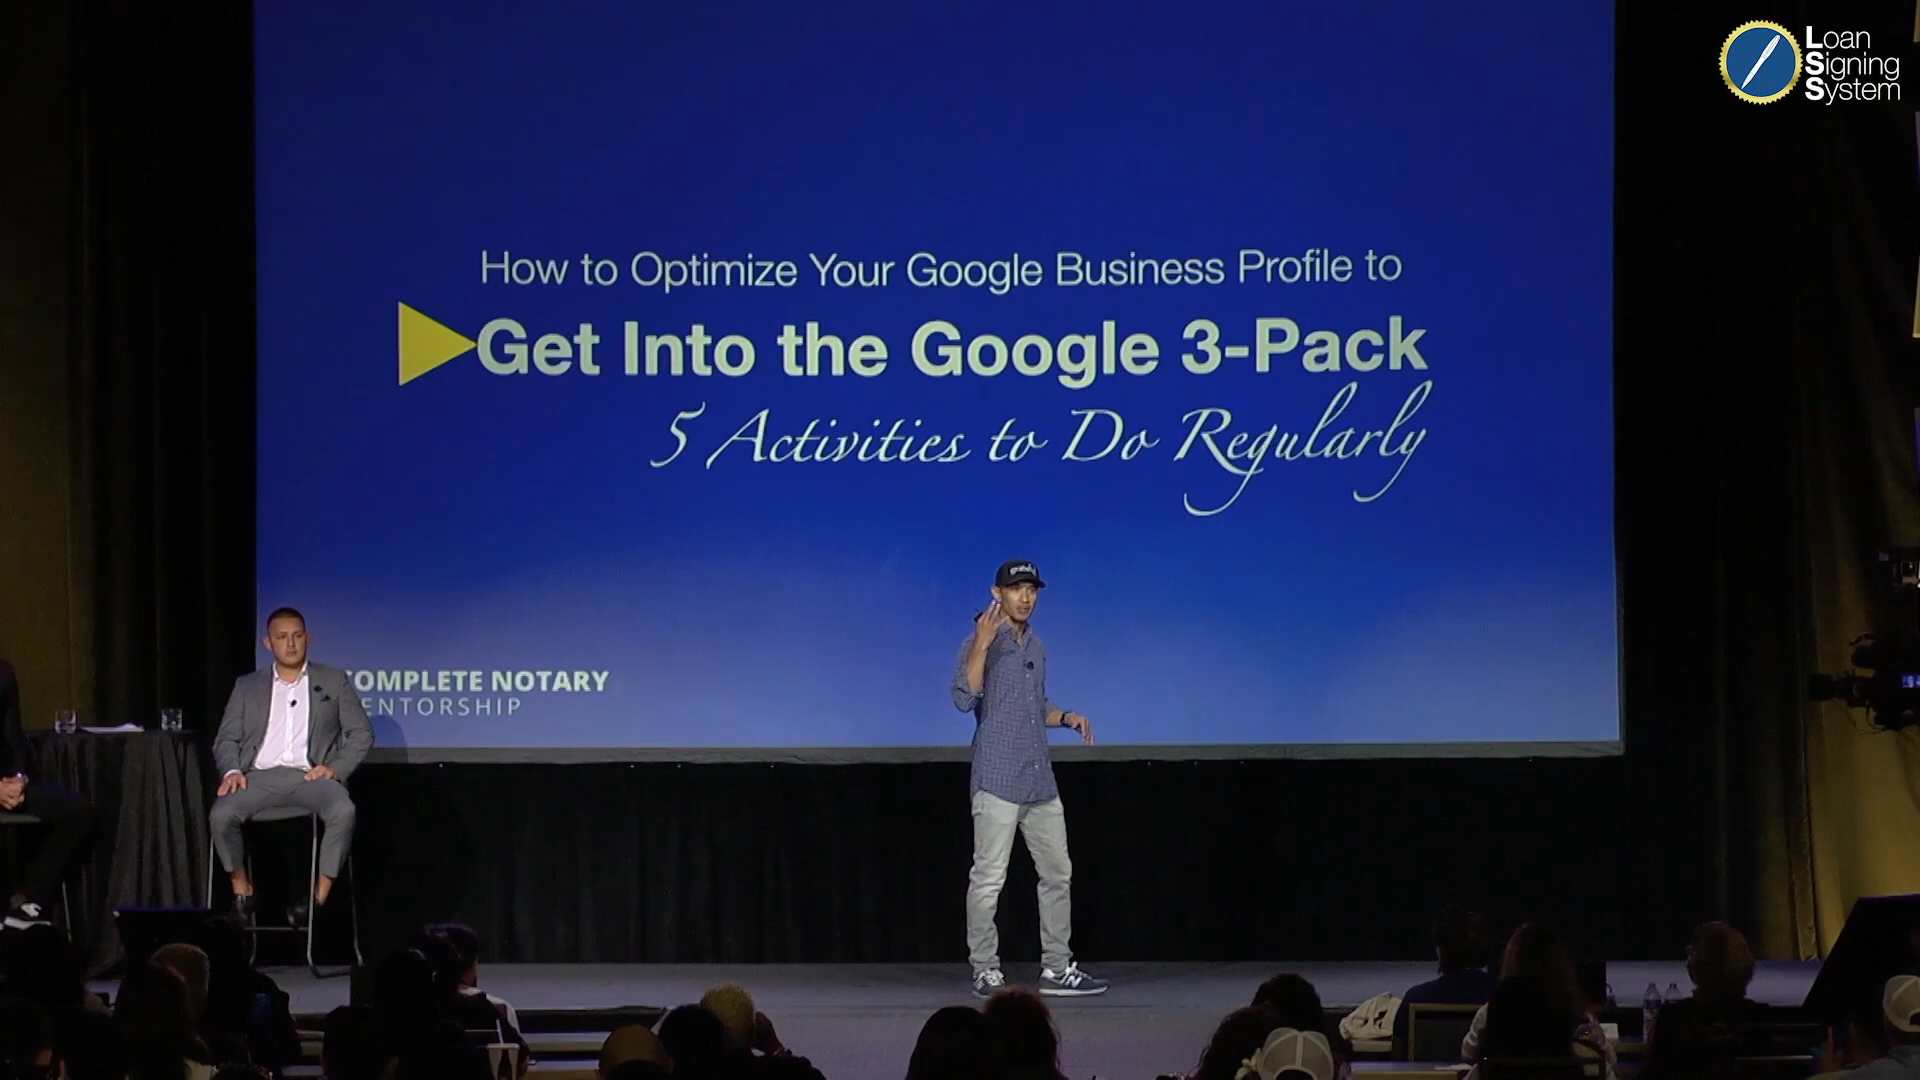 Loan
Signing
System
How to Optimize Your Google Business Profile to
Get Into the Google 3-Pack
5 Activities to Do Regularly
OMPLETE NOTARY
ENTORSHIP